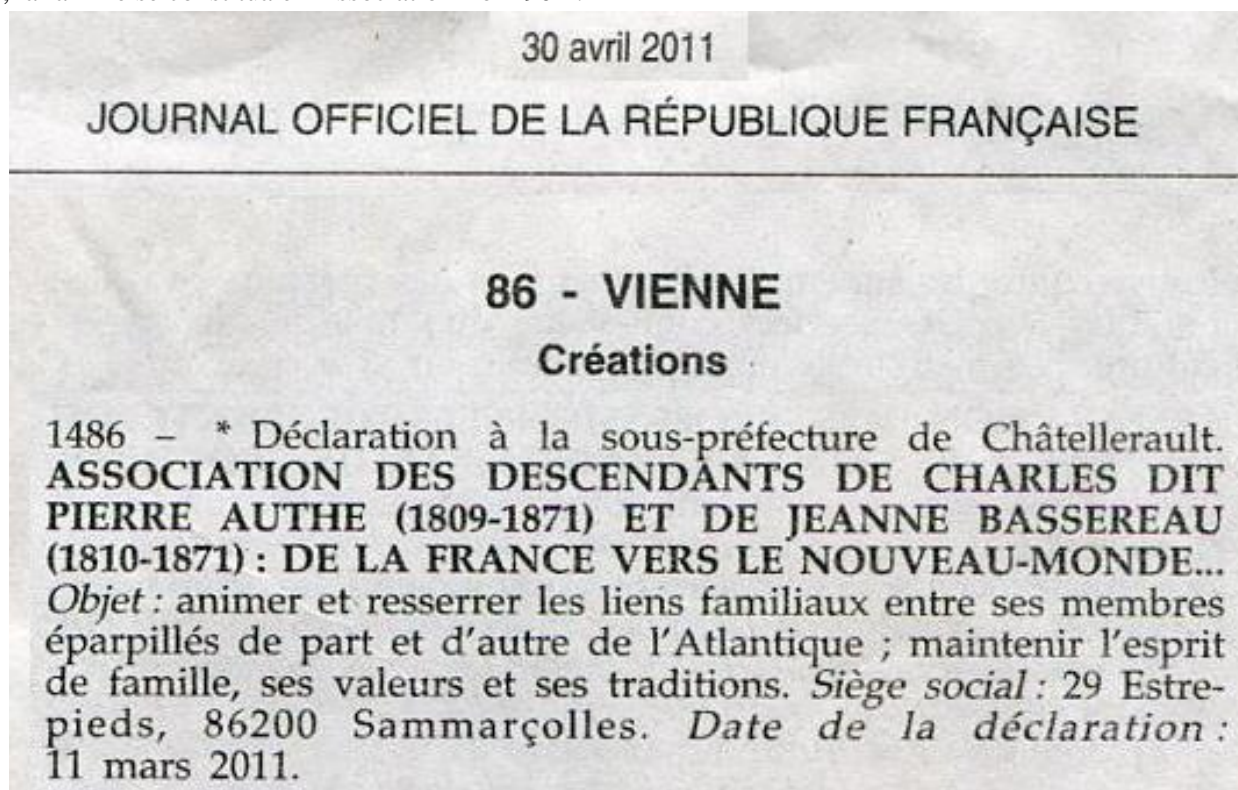 30 avril 2011
JOURNAL OFFICIEL DE LA RÉPUBLIQUE FRANÇAISE
86 - VIENNE
Créations
1486 – * Déclaration à la sous-préfecture de Châtellerault.
ASSOCIATION DES DESCENDANTS DE CHARLES DIT
PIERRE AUTHE (1809-1871) ET DE JEANNE BASSEREAU
(1810-1871) : DE LA FRANCE VERS LE NOUVEAU-MONDE...
Objet : animer et resserrer les liens familiaux entre ses membres
éparpillés de part et d'autre de l'Atlantique ; maintenir l'esprit
de famille, ses valeurs et ses traditions. Siège social : 29 Estre-
pieds, 86200 Sammarçolles. Date de la déclaration :
11 mars 2011.